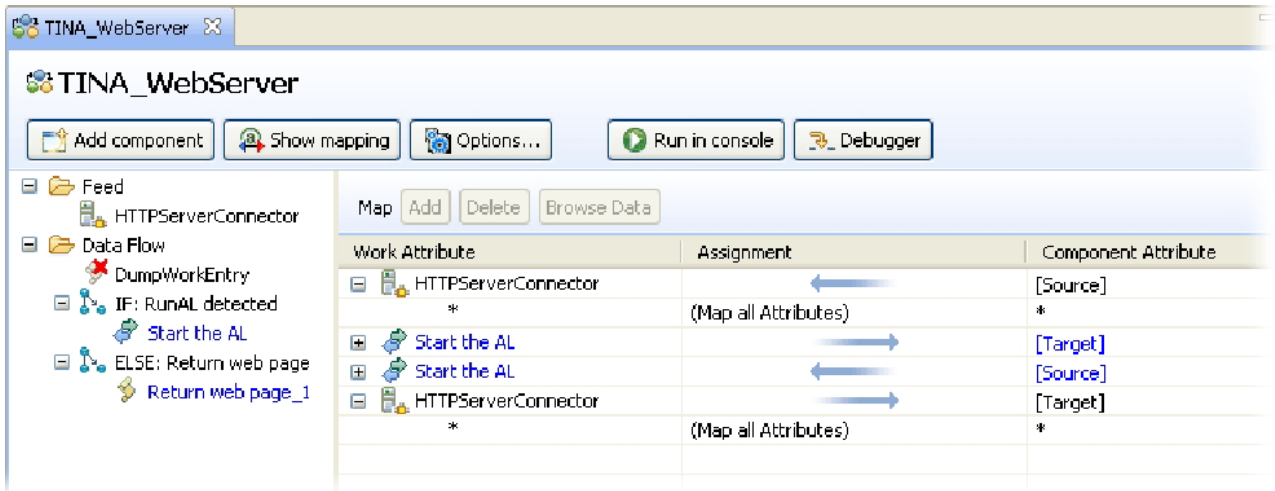 TINA_WebServer
TINA_WebServer
Add component Show mapping Options... Run in console Debugger
Feed
HTTPServerConnector
Data Flow
DumpWorkEntry
IF: RunAL detected
Start the AL
ELSE: Return web page
Return web page_1
Map Add Delete Browse Data
Work Attribute Assignment Component Attribute
HTTPServerConnector [Source]
* (Map all Attributes) *
Start the AL [Target]
Start the AL [Source]
HTTPServerConnector [Target]
* (Map all Attributes) *